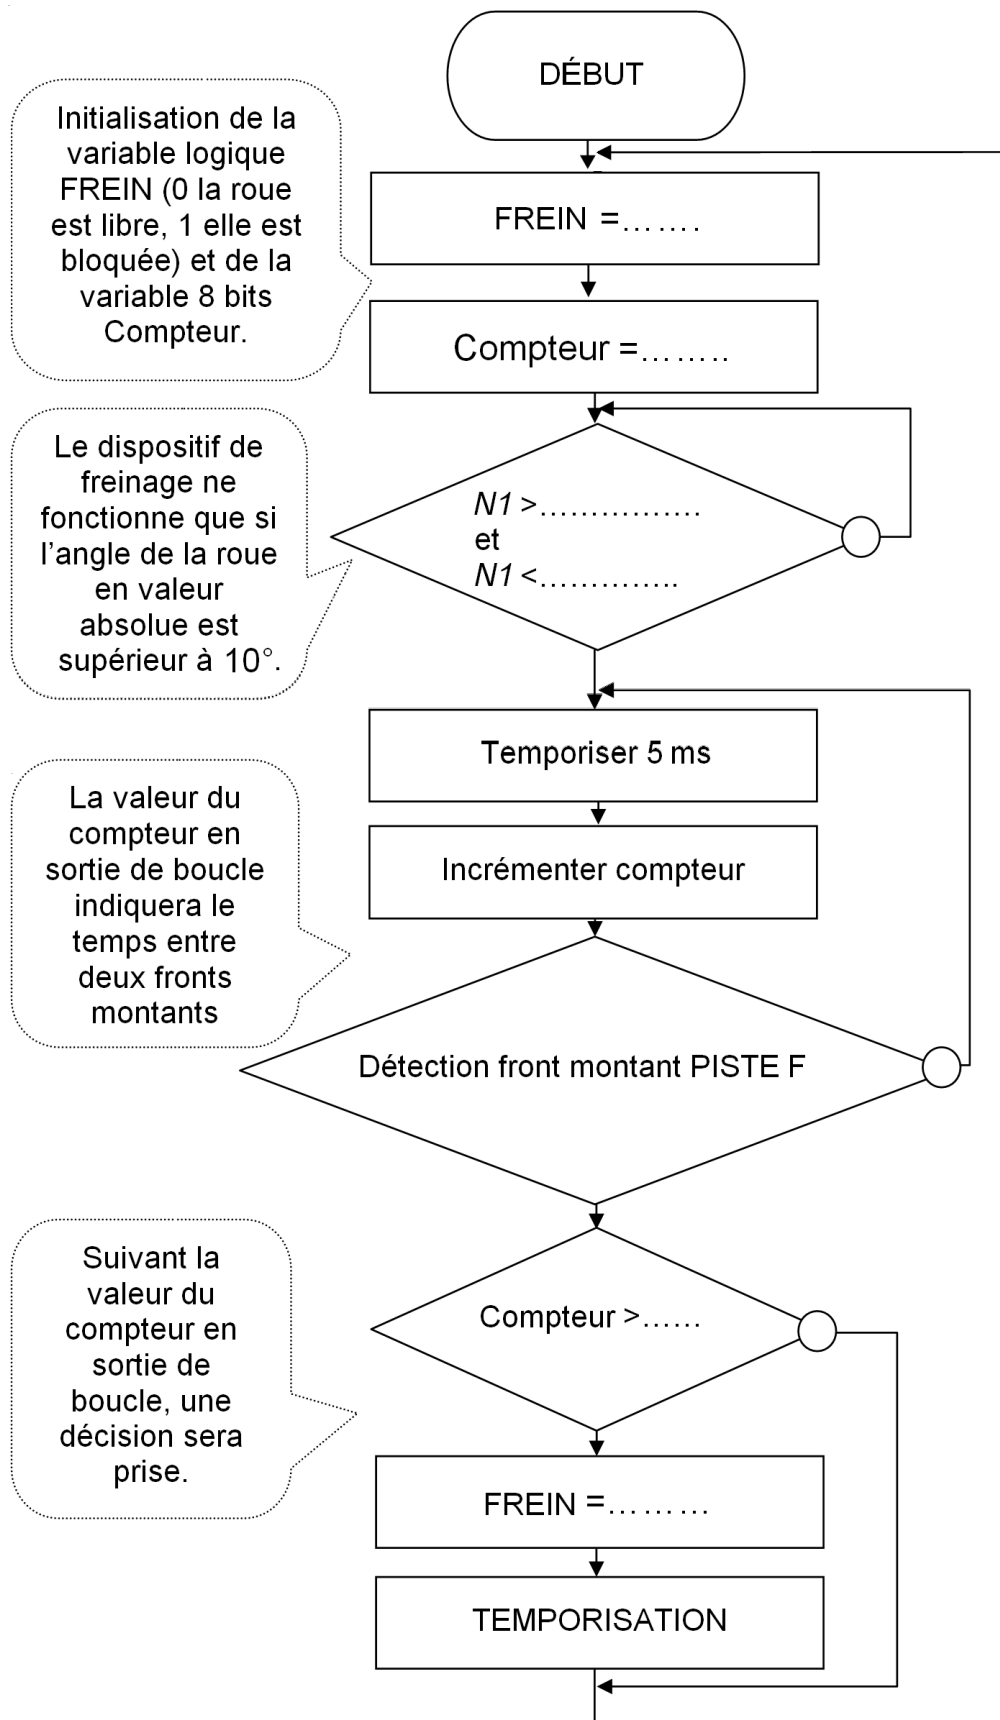 DÉBUT
Initialisation de la
variable logique
FREIN (0 la roue
est libre, 1 elle est
bloquée) et de la
variable 8 bits
Compteur.
FREIN =…….
Compteur =……..
Le dispositif de
freinage ne
fonctionne que si
l'angle de la roue
en valeur
absolue est
supérieur à 10°.
N1 >……………
et
N1 <…………..
Temporiser 5 ms
La valeur du
compteur en
sortie de boucle
indiquera le
temps entre
deux fronts
montants
Incrémenter compteur
Détection front montant PISTE F
Suivant la
valeur du
compteur en
sortie de
boucle, une
décision sera
prise.
Compteur >……
FREIN =………
TEMPORISATION